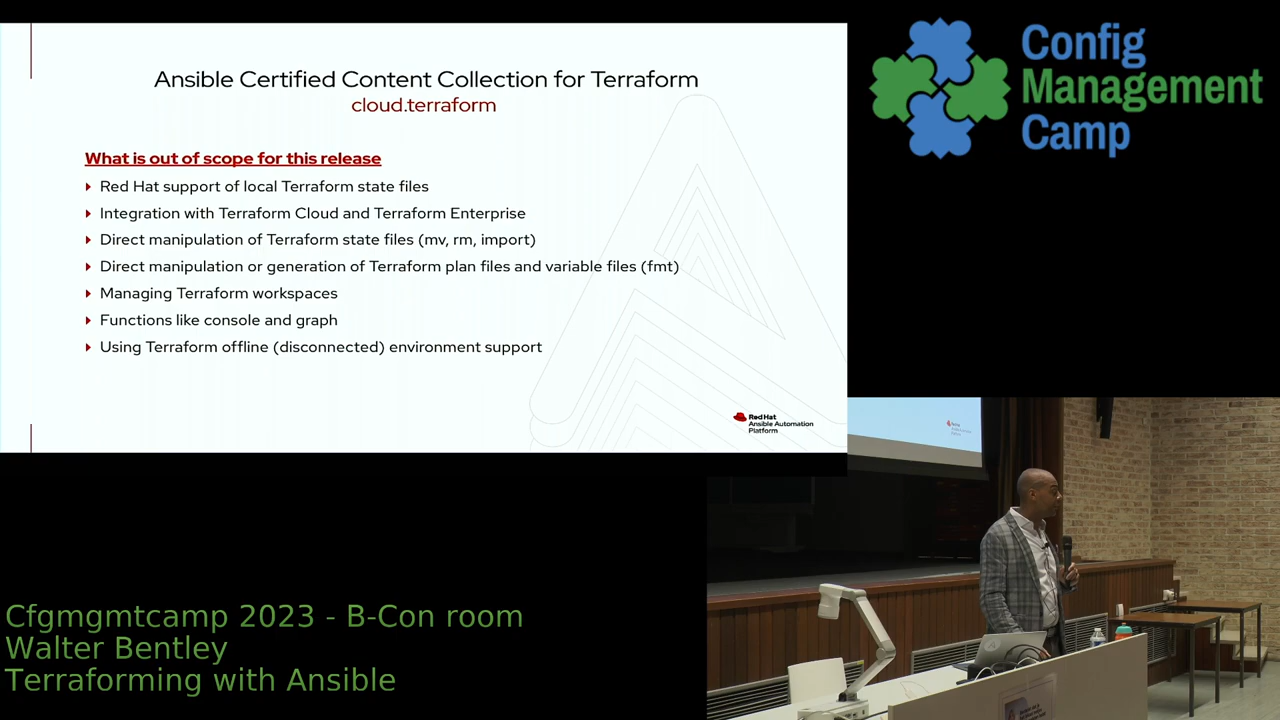 Ansible Certified Content Collection for Terraform
cloud.terraform
What is out of scope for this release
Red Hat support of local Terraform state files
Integration with Terraform Cloud and Terraform Enterprise
Direct manipulation of Terraform state files (mv, rm, import)
Direct manipulation or generation of Terraform plan files and variable files (fmt)
Managing Terraform workspaces
Functions like console and graph
Using Terraform offline (disconnected) environment support
Red Hat
Ansible Automation
Platform
Config
Management
Camp
Cfgmgmtcamp 2023 - B-Con room
Walter Bentley
Terraforming with Ansible